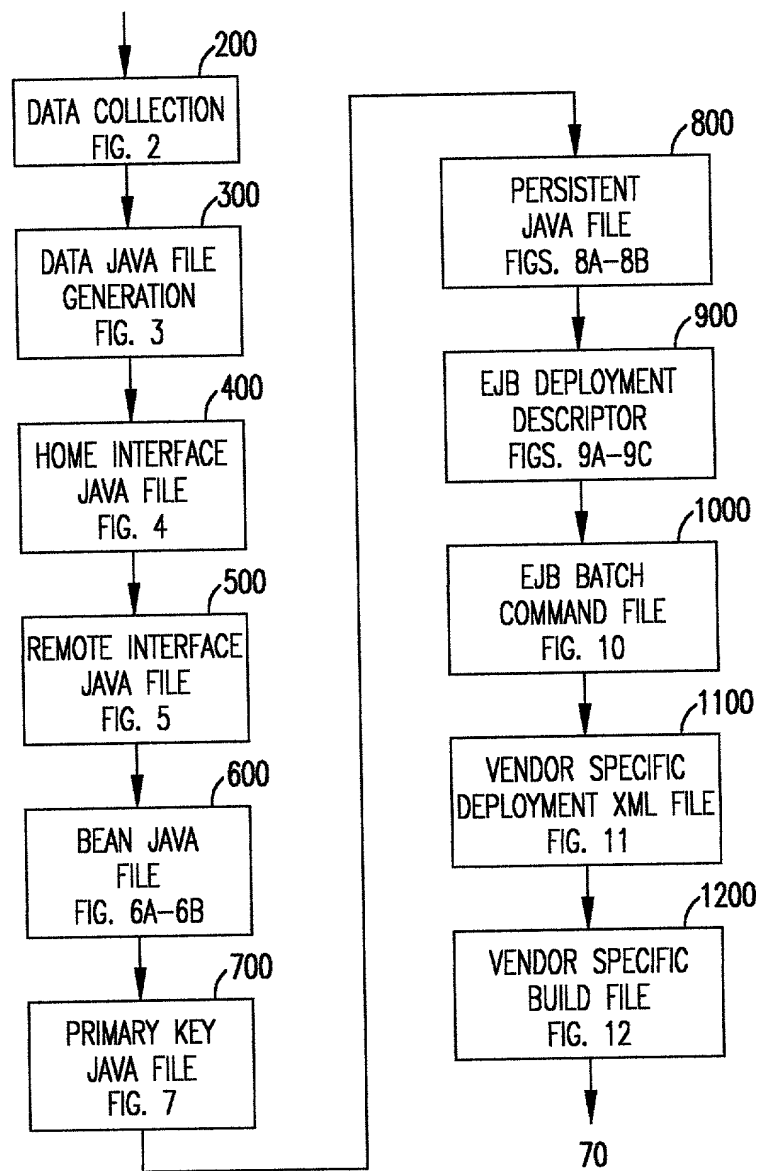 200
DATA COLLECTION
FIG. 2
300
DATA JAVA FILE
GENERATION
FIG. 3
400
HOME INTERFACE
JAVA FILE
FIG. 4
500
REMOTE INTERFACE
JAVA FILE
FIG. 5
600
BEAN JAVA
FILE
FIG. 6A-6B
700
PRIMARY KEY
JAVA FILE
FIG. 7
800
PERSISTENT
JAVA FILE
FIGS. 8A-8B
900
EJB DEPLOYMENT
DESCRIPTOR
FIGS. 9A-9C
1000
EJB BATCH
COMMAND FILE
FIG. 10
1100
VENDOR SPECIFIC
DEPLOYMENT XML FILE
FIG. 11
1200
VENDOR SPECIFIC
BUILD FILE
FIG. 12
70